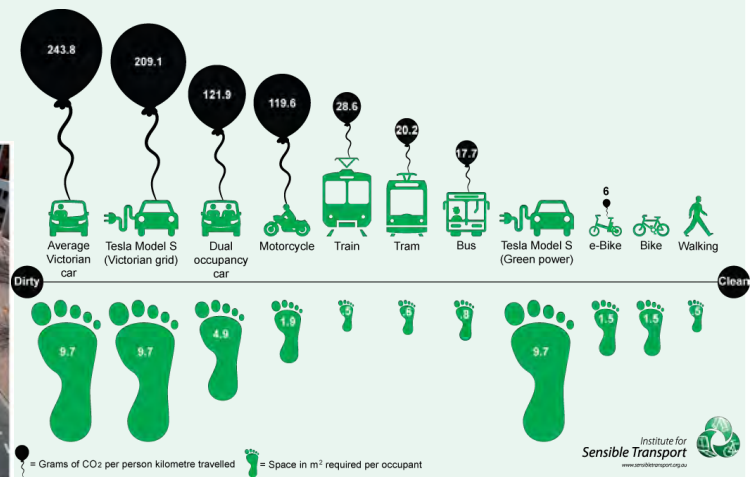 243.8
209.1
121.9
119.6
28.6
20.2
17.7
6
Average
Victorian
car
Tesla Model S
(Victorian grid)
Dual
occupancy
car
Motorcycle
Train
Tram
Bus
Tesla Model S
(Green power)
e-Bike
Bike
Walking
Dirty
Clean
9.7
9.7
4.9
1.9
.5
.6
.8
9.7
1.5
1.5
.5
= Grams of CO2 per person kilometre travelled
= Space in m² required per occupant
Institute for
Sensible Transport
www.sensibletransport.org.au